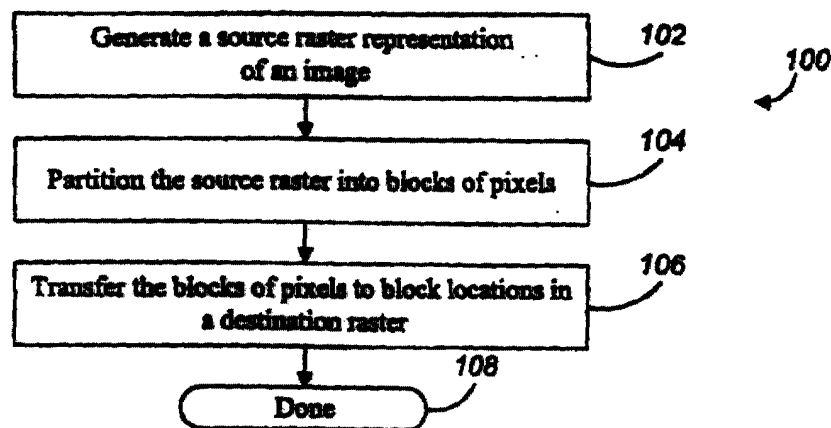 Generate a source raster representation
of an image
102
100
Partition the source raster into blocks of pixels
104
Transfer the blocks of pixels to block locations in
a destination raster
106
Done
108